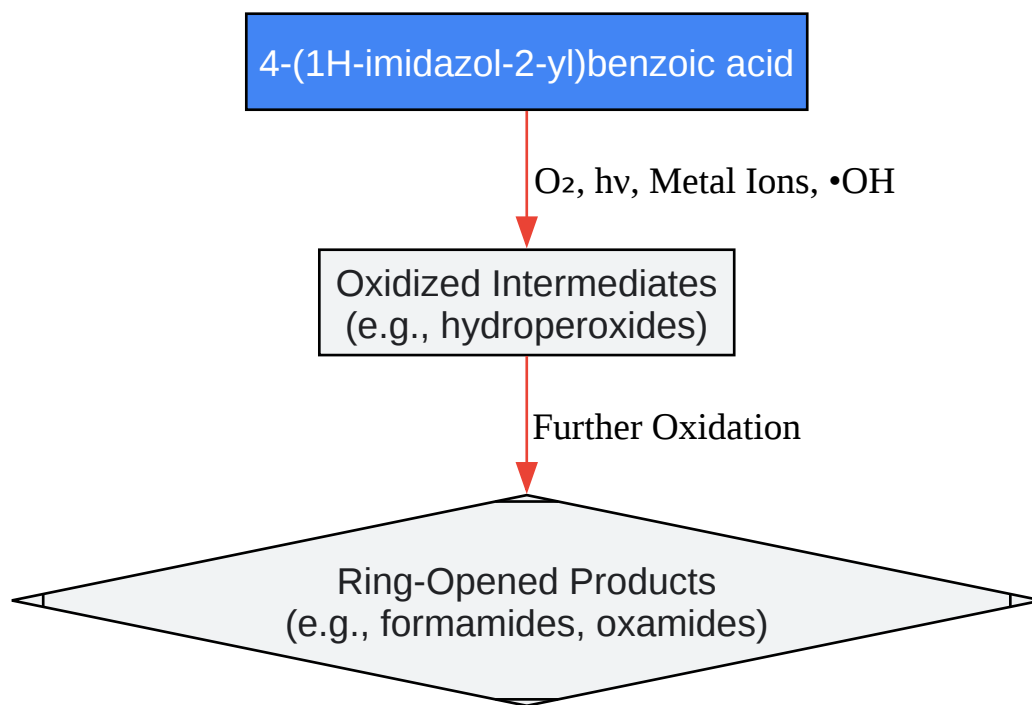 4-(1H-imidazol-2-yl)benzoic acid
O₂, hν, Metal Ions, •OH
Oxidized Intermediates
(e.g., hydroperoxides)
Further Oxidation
Ring-Opened Products
(e.g., formamides, oxamides)